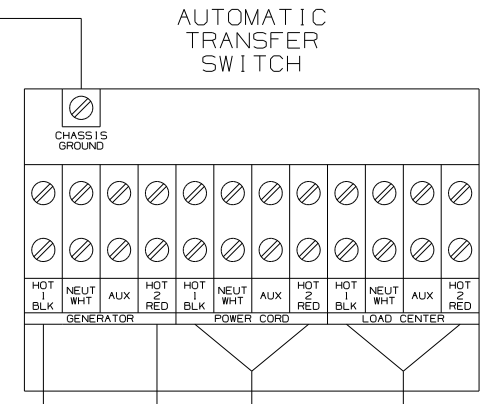 AUTOMATIC
TRANSFER
SWITCH
CHASSIS
GROUND
HOT 1 BLK
NEUT WHT
AUX
HOT 2 RED
HOT 1 BLK
NEUT WHT
AUX
HOT 2 RED
HOT 1 BLK
NEUT WHT
AUX
HOT 2 RED
GENERATOR
POWER CORD
LOAD CENTER